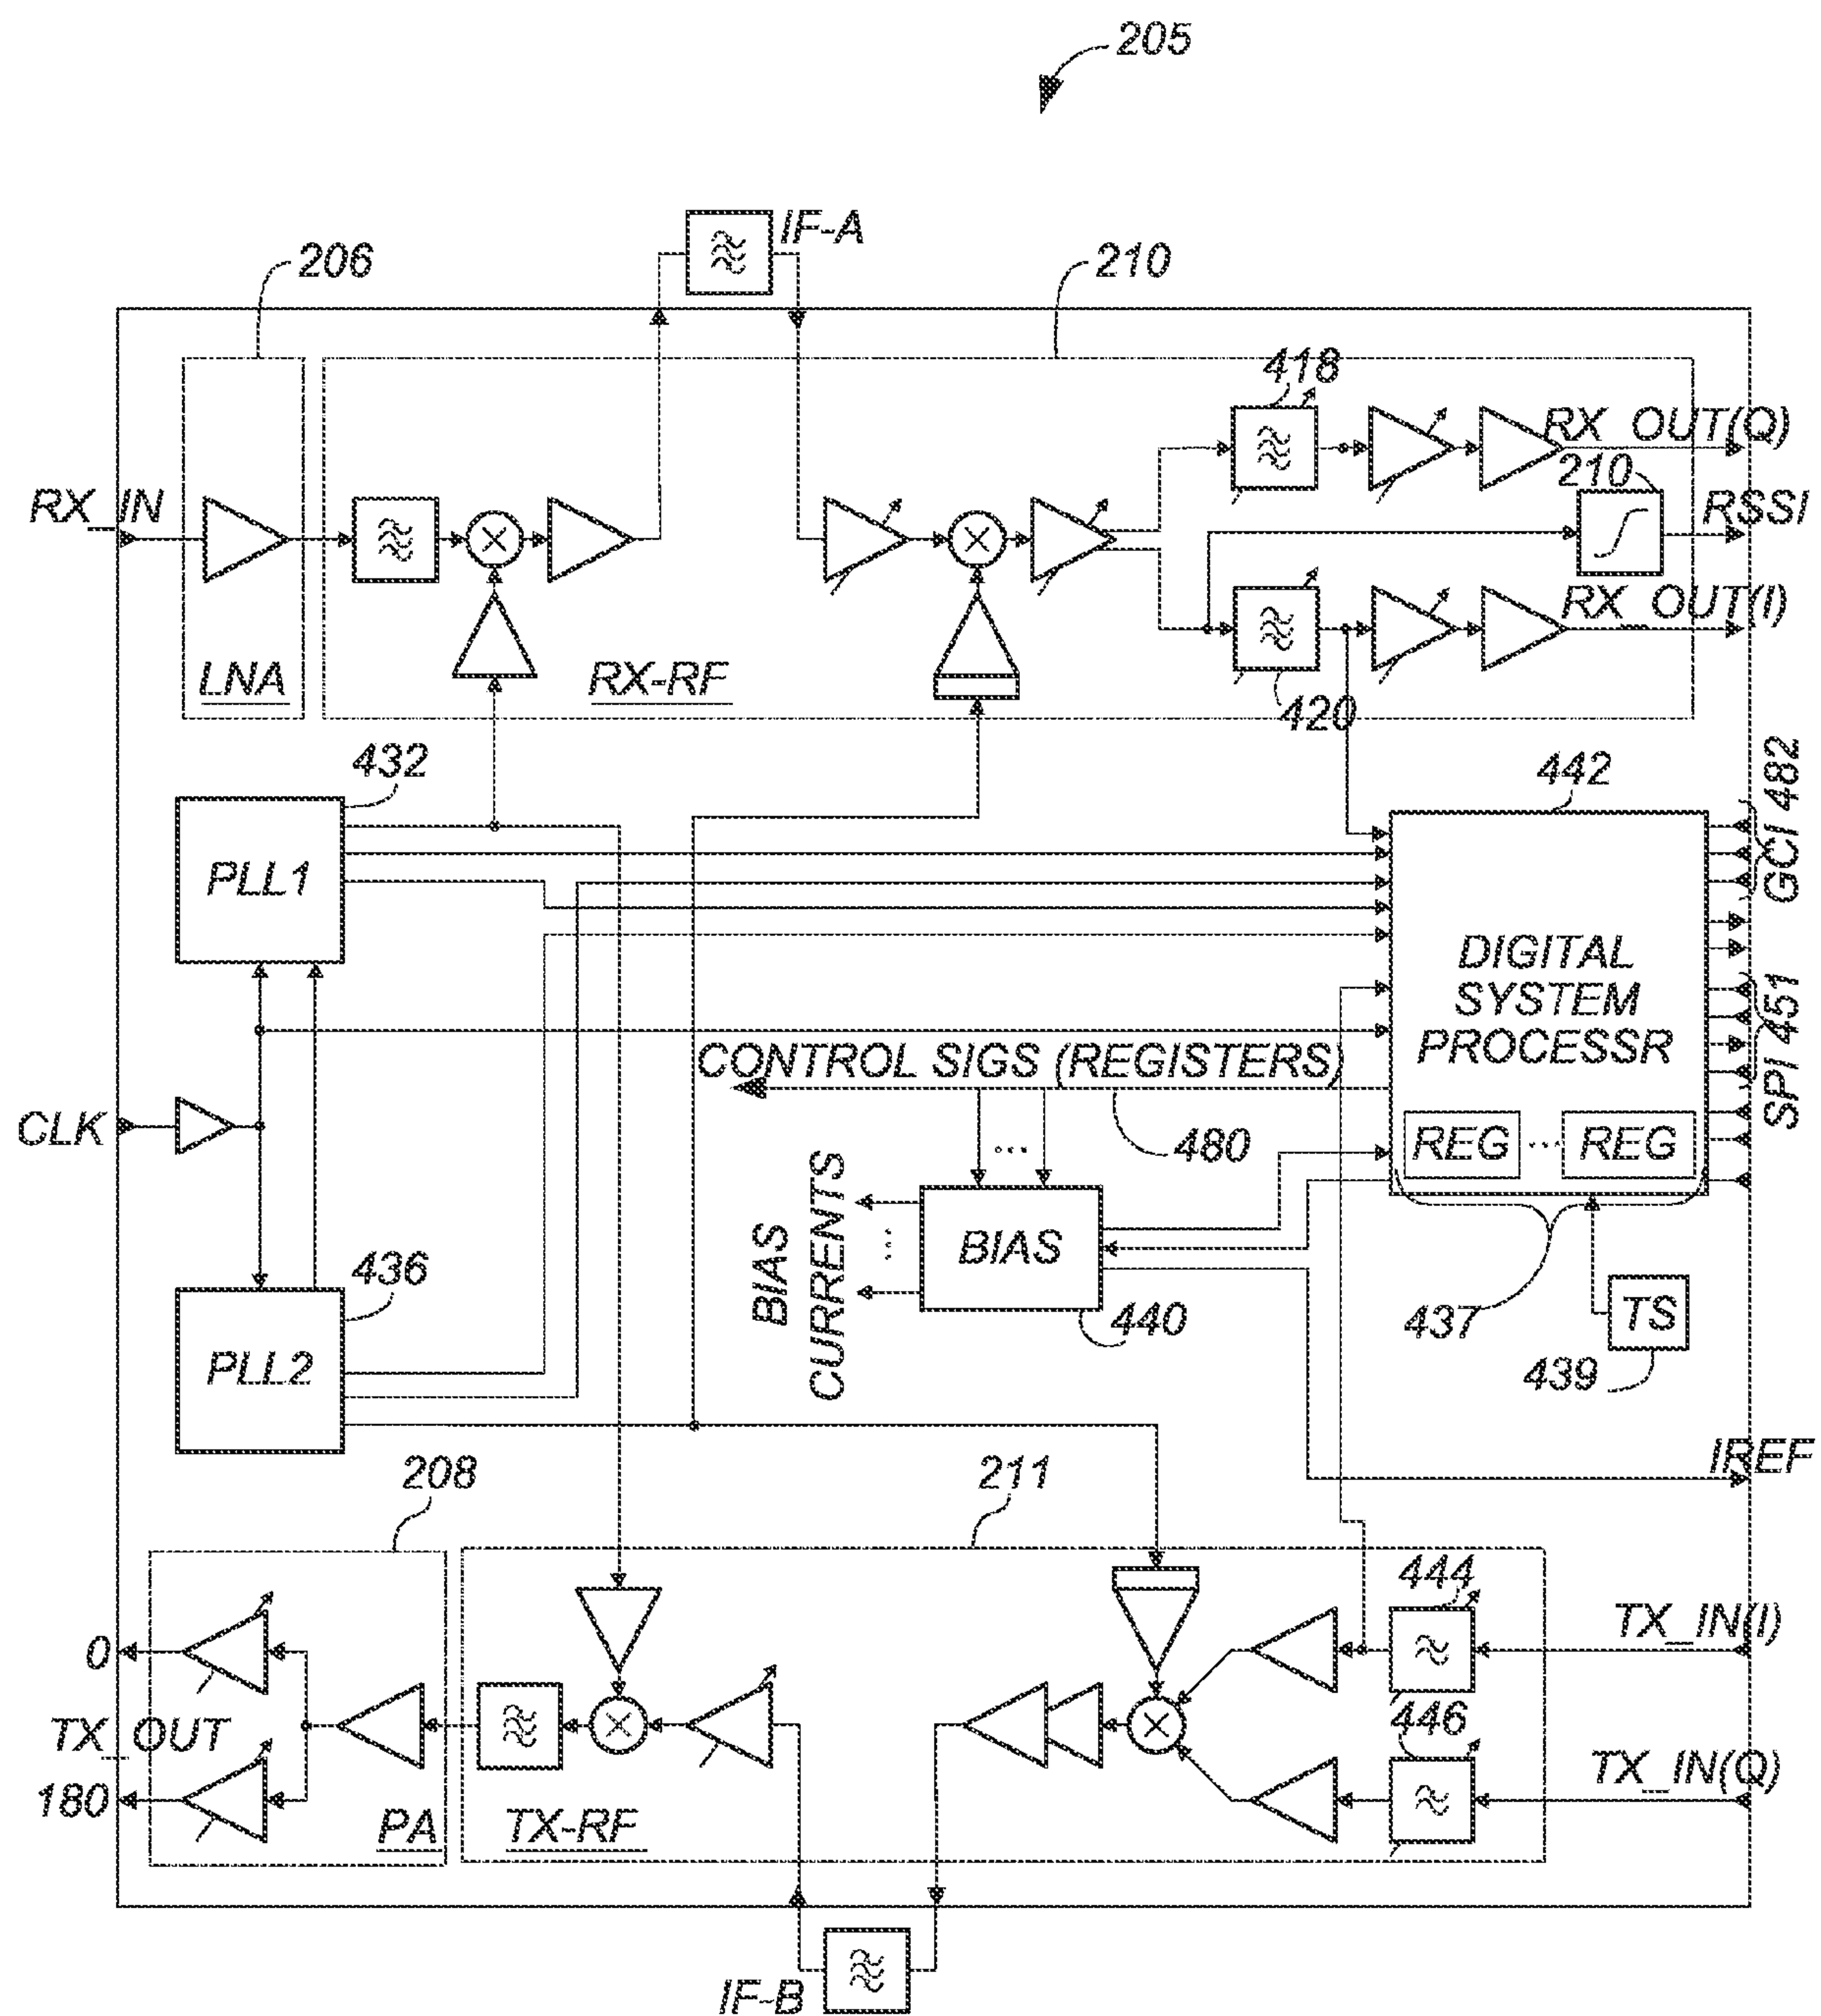 205
IF-A
206
210
418
RX_OUT(Q)
210
RX_IN
RSSI
RX_OUT(I)
LNA
RX-RF
420
432
442
GCI 482
PLL1
DIGITAL
SYSTEM
PROCESSR
SPI 451
CONTROL SIGS (REGISTERS)
CLK
REG ... REG
480
...
BIAS
CURRENTS
...
BIAS
436
440
437
TS
PLL2
439
208
211
IREF
444
0
TX_IN(I)
446
TX_OUT
TX_IN(Q)
180
PA
TX-RF
IF-B